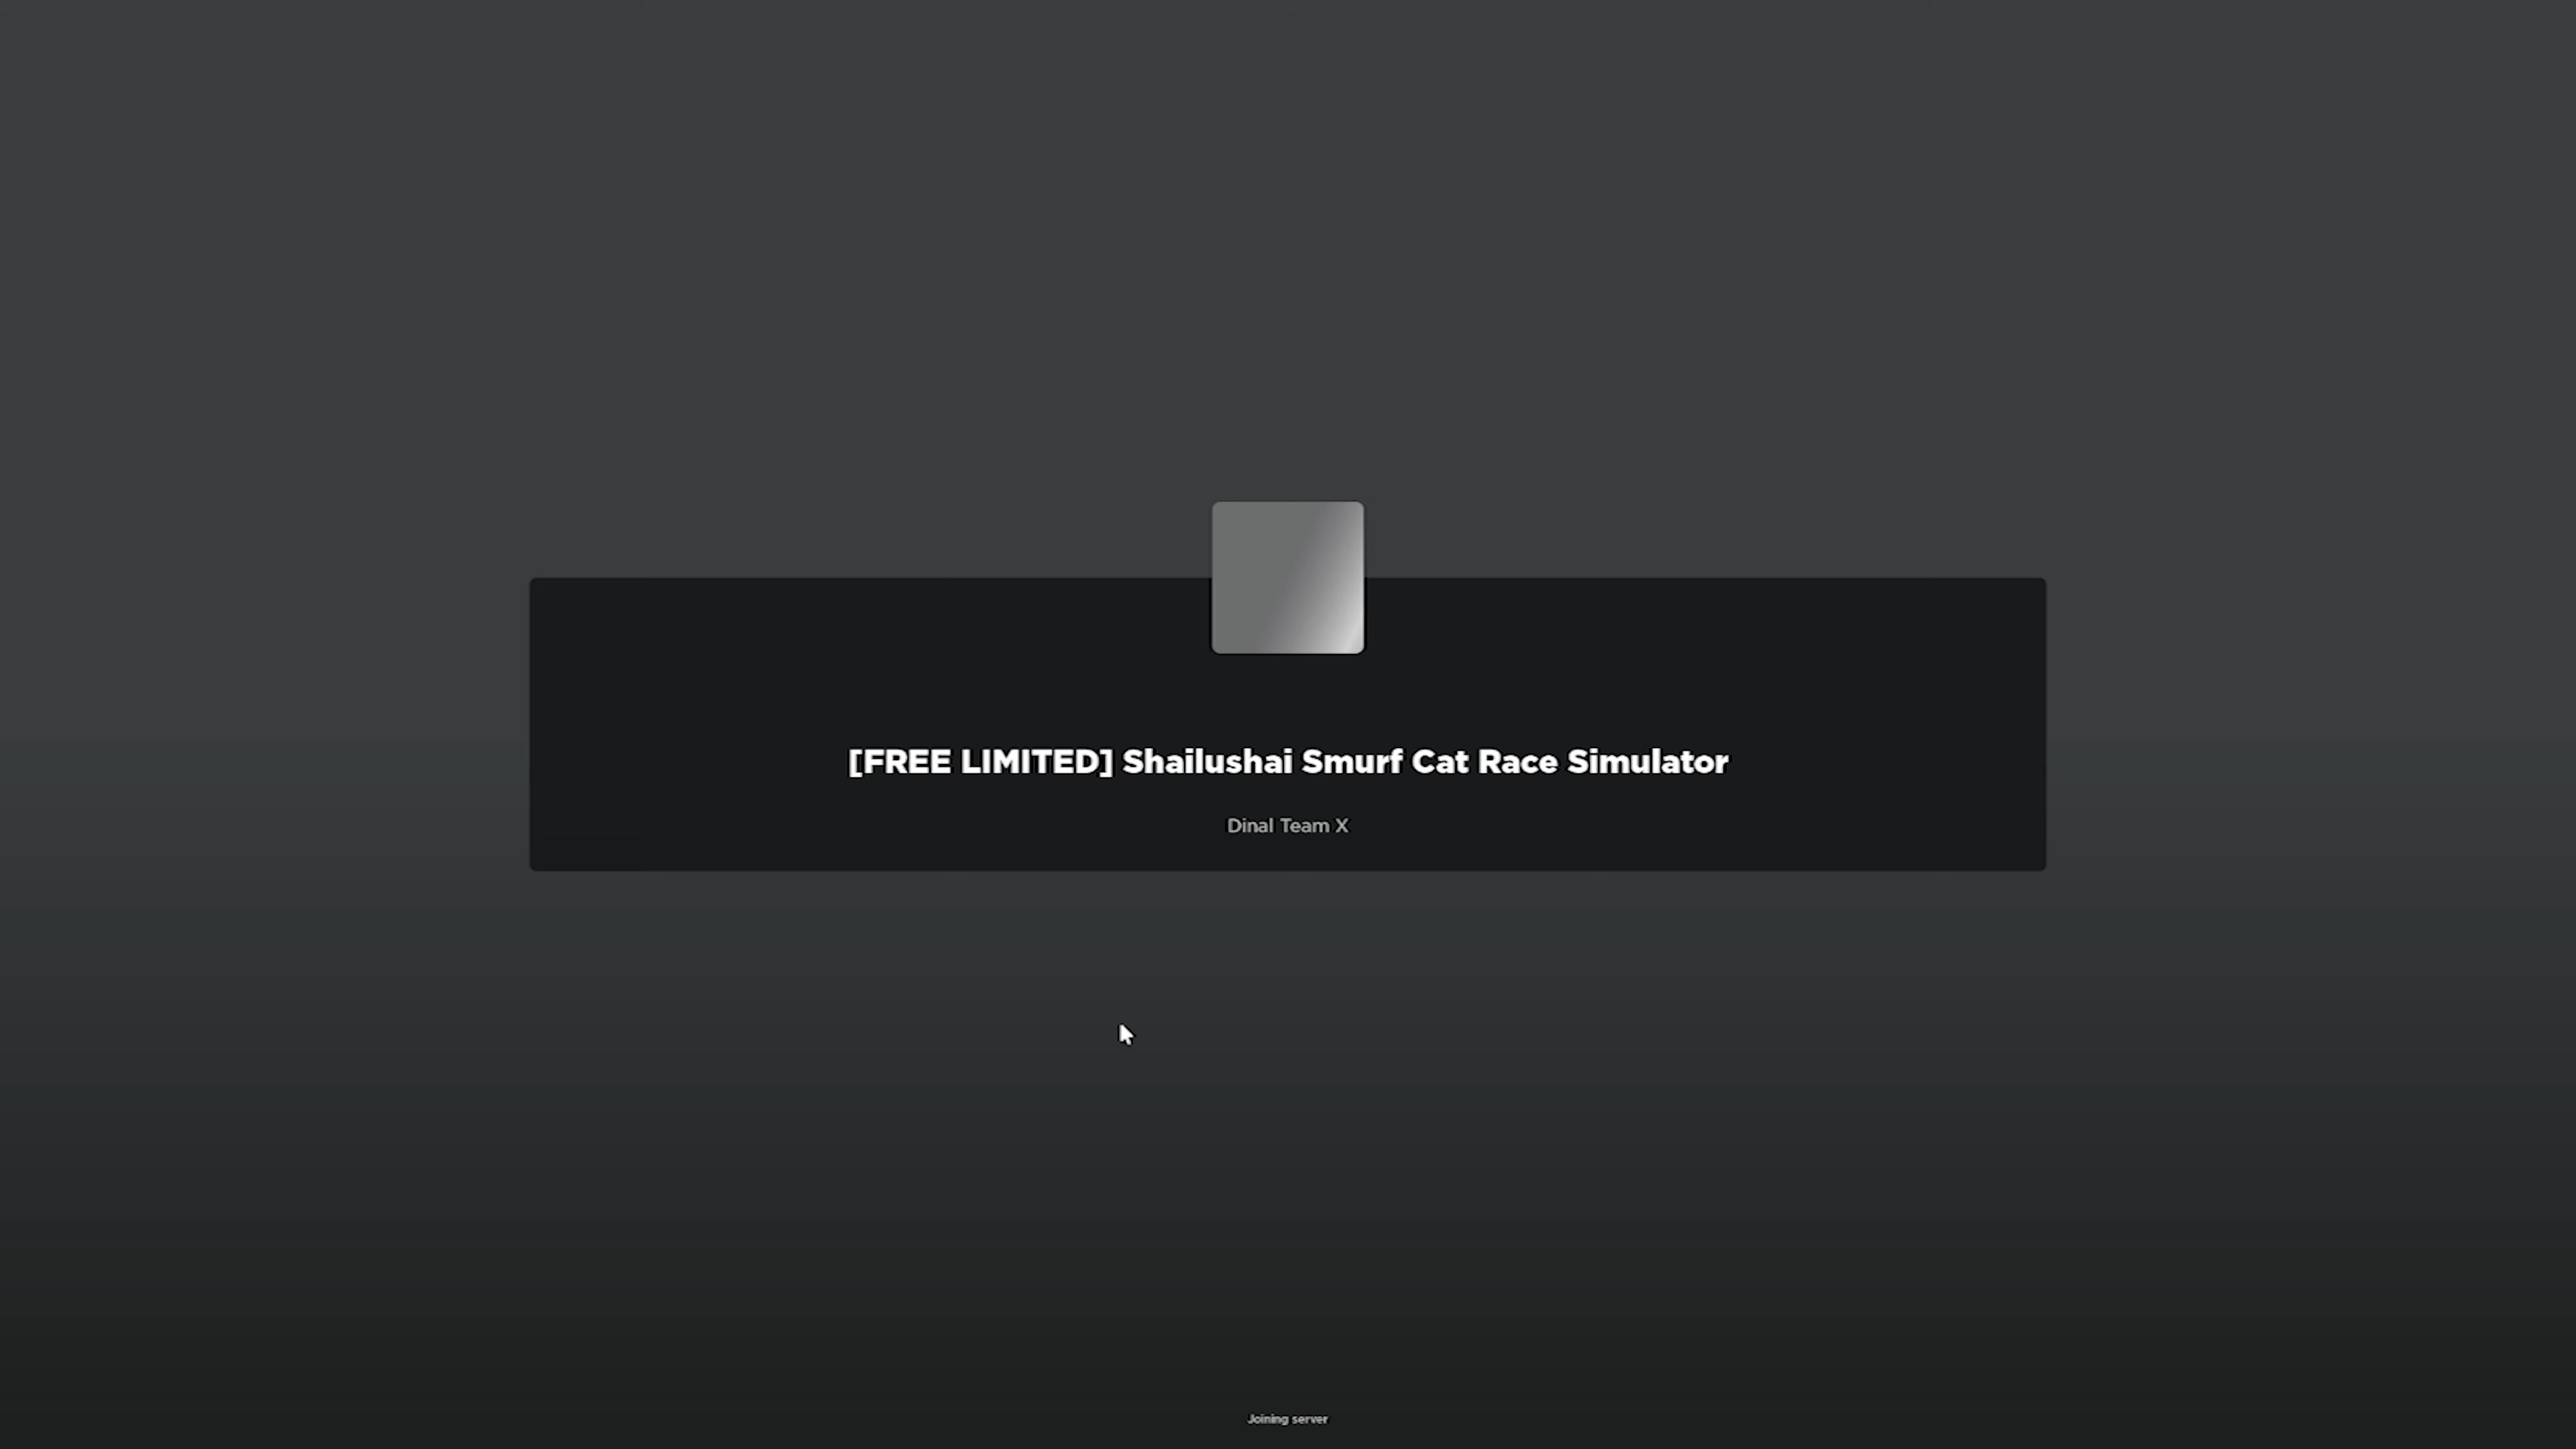 [FREE LIMITED] Shailushai Smurf Cat Race Simulator
Dinal Team X
Joining server